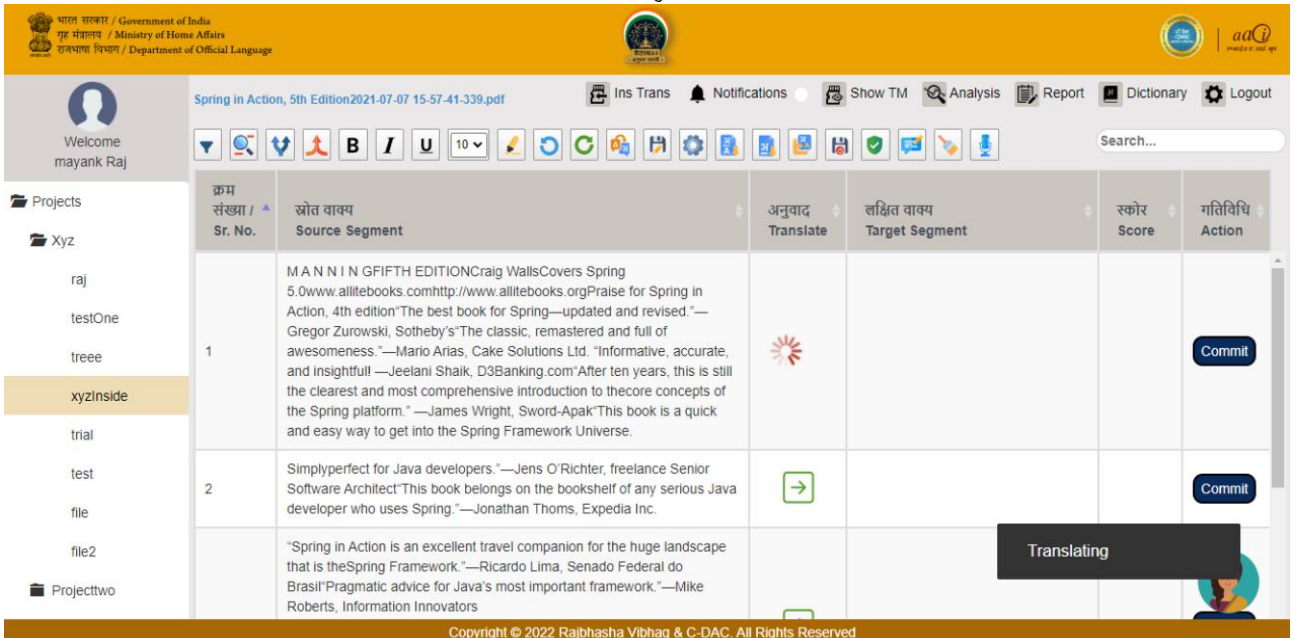 भारत सरकार / Government of India
गृह मंत्रालय / Ministry of Home Affairs
राजभाषा विभाग / Department of Official Language
Welcome
mayank Raj
Projects
Xyz
raj
testOne
treee
xyzInside
trial
test
file
file2
Projecttwo
Spring in Action, 5th Edition2021-07-07 15-57-41-339.pdf
Ins Trans
Notifications
Show TM
Analysis
Report
Dictionary
Logout
B I U 10
Search...
क्रम
संख्या /
Sr. No.
स्रोत वाक्य
Source Segment
अनुवाद
Translate
लक्षित वाक्य
Target Segment
स्कोर
Score
गतिविधि
Action
1
M A N N I N GFIFTH EDITIONCraig WallsCovers Spring
5.0www.allitebooks.comhttp://www.allitebooks.orgPraise for Spring in
Action, 4th edition“The best book for Spring—updated and revised.”—
Gregor Zurowski, Sotheby’s“The classic, remastered and full of
awesomeness.”—Mario Arias, Cake Solutions Ltd. “Informative, accurate,
and insightful! —Jeelani Shaik, D3Banking.com“After ten years, this is still
the clearest and most comprehensive introduction to thecore concepts of
the Spring platform.” —James Wright, Sword-Apak“This book is a quick
and easy way to get into the Spring Framework Universe.
Commit
2
Simplyperfect for Java developers.”—Jens O’Richter, freelance Senior
Software Architect“This book belongs on the bookshelf of any serious Java
developer who uses Spring.”—Jonathan Thoms, Expedia Inc.
Commit
“Spring in Action is an excellent travel companion for the huge landscape
that is theSpring Framework.”—Ricardo Lima, Senado Federal do
Brasil“Pragmatic advice for Java’s most important framework.”—Mike
Roberts, Information Innovators
Translating
Copyright © 2022 Rajbhasha Vibhag & C-DAC. All Rights Reserved